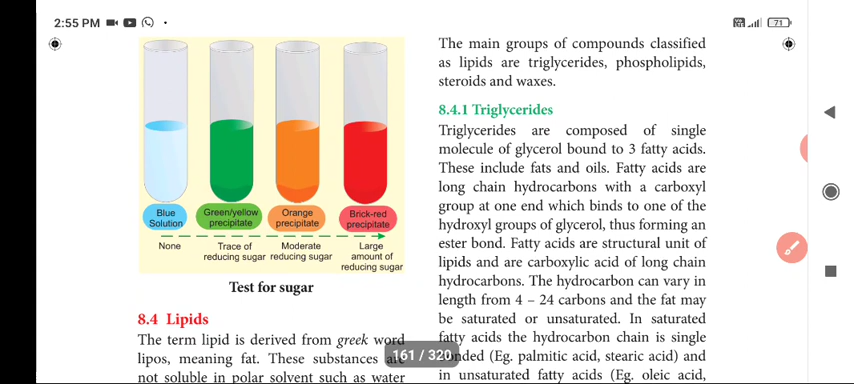 2:55 PM
71
Blue
Solution
Green/yellow
precipitate
Orange
precipitate
Brick-red
precipitate
None
Trace of
reducing sugar
Moderate
reducing sugar
Large
amount of
reducing sugar
Test for sugar
8.4 Lipids
The term lipid is derived from greek word
lipos, meaning fat. These substances are
not soluble in polar solvent such as water
The main groups of compounds classified
as lipids are triglycerides, phospholipids,
steroids and waxes.
8.4.1 Triglycerides
Triglycerides are composed of single
molecule of glycerol bound to 3 fatty acids.
These include fats and oils. Fatty acids are
long chain hydrocarbons with a carboxyl
group at one end which binds to one of the
hydroxyl groups of glycerol, thus forming an
ester bond. Fatty acids are structural unit of
lipids and are carboxylic acid of long chain
hydrocarbons. The hydrocarbon can vary in
length from 4 – 24 carbons and the fat may
be saturated or unsaturated. In saturated
fatty acids the hydrocarbon chain is single
bonded (Eg. palmitic acid, stearic acid) and
in unsaturated fatty acids (Eg. oleic acid,
161 / 320